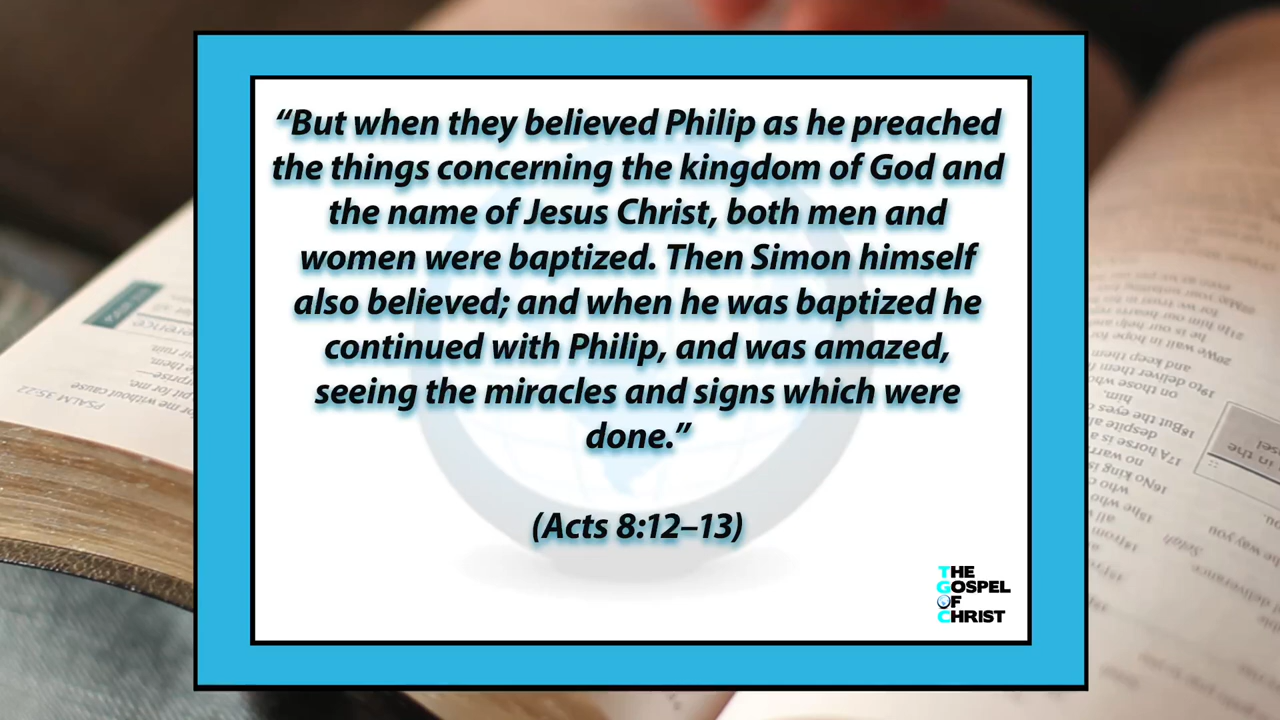 “But when they believed Philip as he preached
the things concerning the kingdom of God and
the name of Jesus Christ, both men and
women were baptized. Then Simon himself
also believed; and when he was baptized he
continued with Philip, and was amazed,
seeing the miracles and signs which were
done.”
(Acts 8:12–13)
THE
GOSPEL
OF
CHRIST
PSALM 35:22